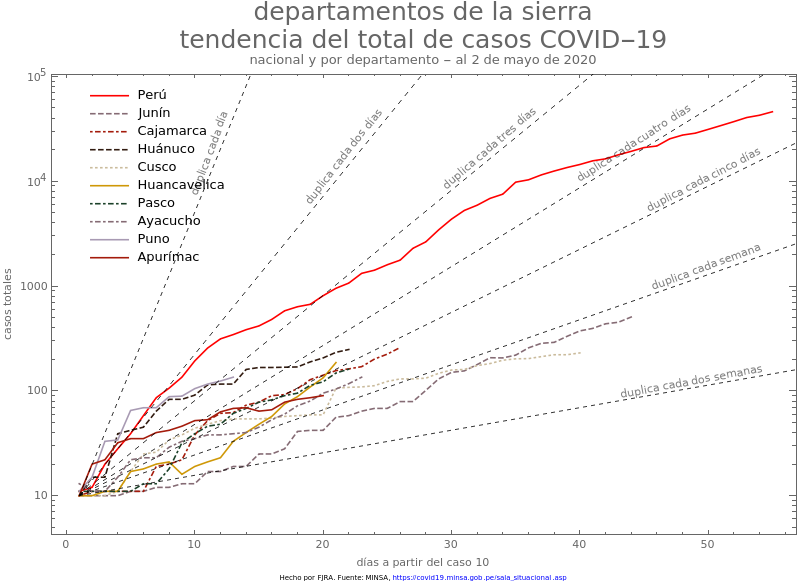 departamentos de la sierra
tendencia del total de casos COVID−19
nacional y por departamento − al 2 de mayo de 2020
casos totales
10^5
10^4
1000
100
10
Perú
Junín
Cajamarca
Huánuco
Cusco
Huancavelica
Pasco
Ayacucho
Puno
Apurímac
duplica cada día
duplica cada dos días
duplica cada tres días
duplica cada cuatro días
duplica cada cinco días
duplica cada semana
duplica cada dos semanas
0 10 20 30 40 50
días a partir del caso 10
Hecho por FJRA. Fuente: MINSA, https://covid19.minsa.gob.pe/sala_situacional.asp